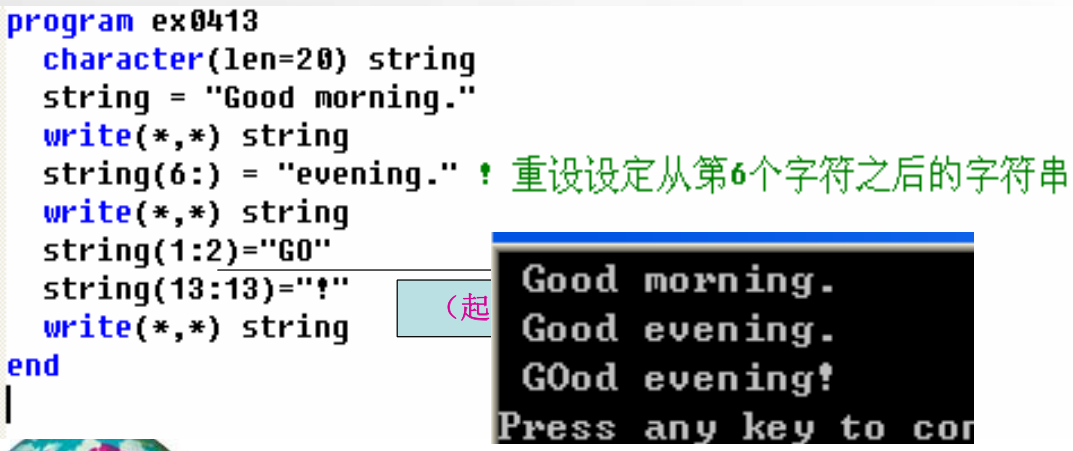 program ex0413
character(len=20) string
string = "Good morning."
write(*,*) string
string(6:) = "evening." ! 重设设定从第6个字符之后的字符串
write(*,*) string
string(1:2)="GO"
string(13:13)="!"
write(*,*) string
end
（起
Good morning.
Good evening.
GOod evening!
Press any key to con